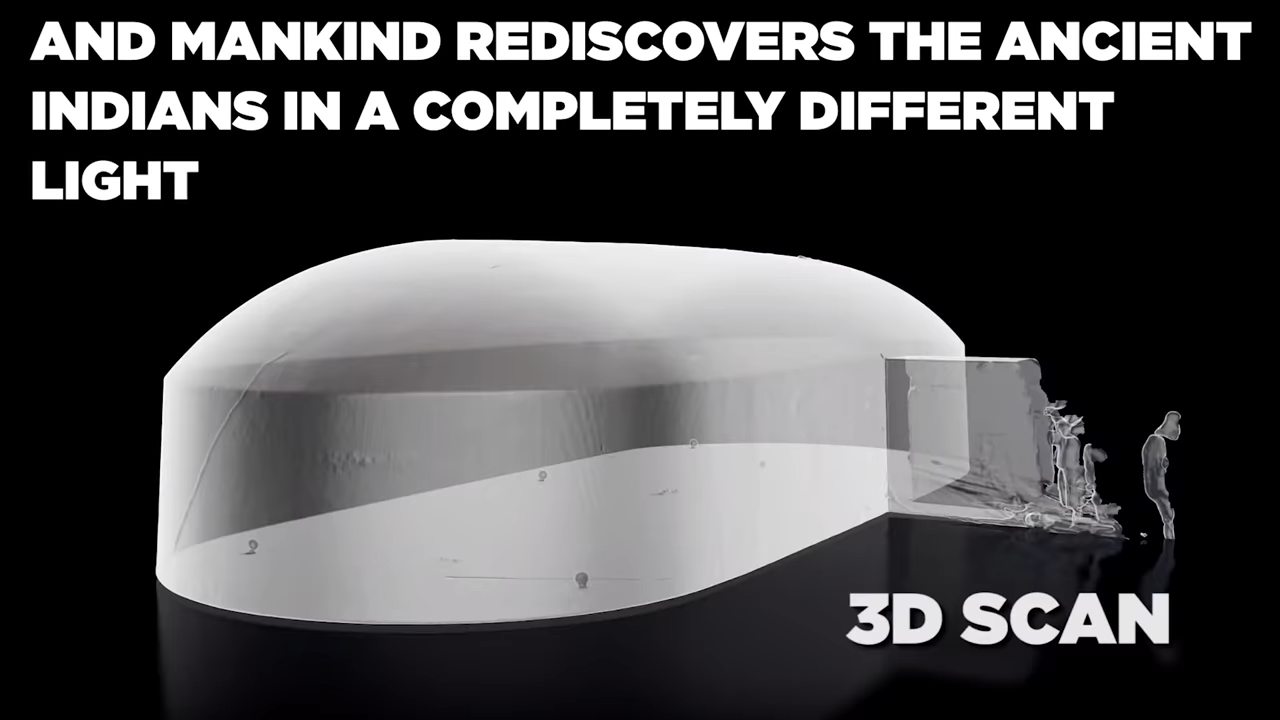 AND MANKIND REDISCOVERS THE ANCIENT
INDIANS IN A COMPLETELY DIFFERENT
LIGHT
3D SCAN